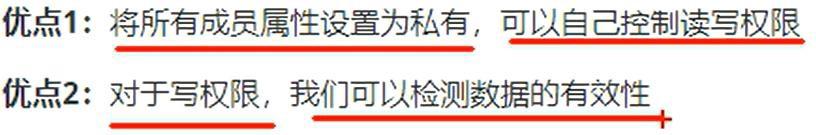 优点1：将所有成员属性设置为私有，可以自己控制读写权限
优点2：对于写权限，我们可以检测数据的有效性